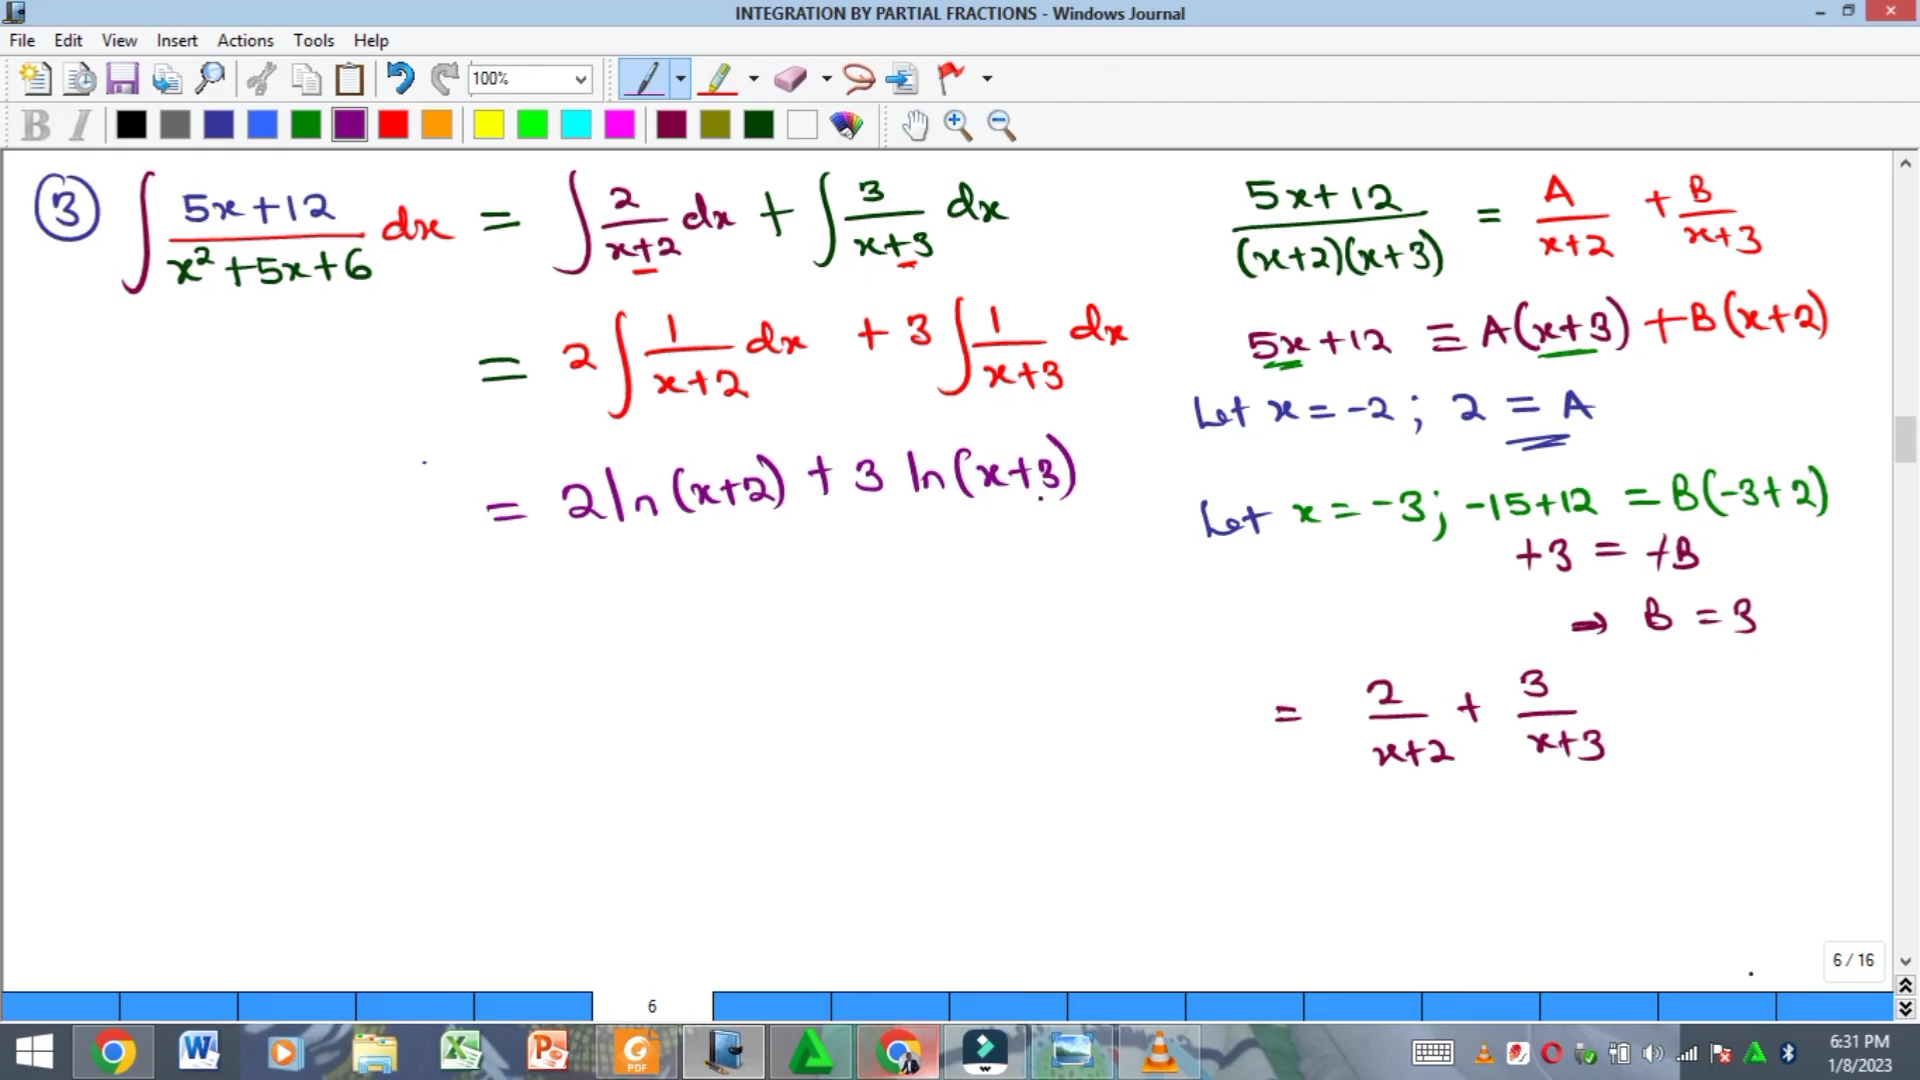 INTEGRATION BY PARTIAL FRACTIONS - Windows Journal
File Edit View Insert Actions Tools Help
100%
B I
③ ∫ (5x+12)/(x²+5x+6) dx = ∫ 2/(x+2) dx + ∫ 3/(x+3) dx
= 2 ∫ 1/(x+2) dx + 3 ∫ 1/(x+3) dx
= 2 ln(x+2) + 3 ln(x+3)
(5x+12)/((x+2)(x+3)) = A/(x+2) + B/(x+3)
5x+12 ≡ A(x+3) + B(x+2)
Let x = -2 ; 2 = A
Let x = -3 ; -15+12 = B(-3+2)
+3 = +B
⇒ B = 3
= 2/(x+2) + 3/(x+3)
6 / 16
6
PDF
6:31 PM
1/8/2023